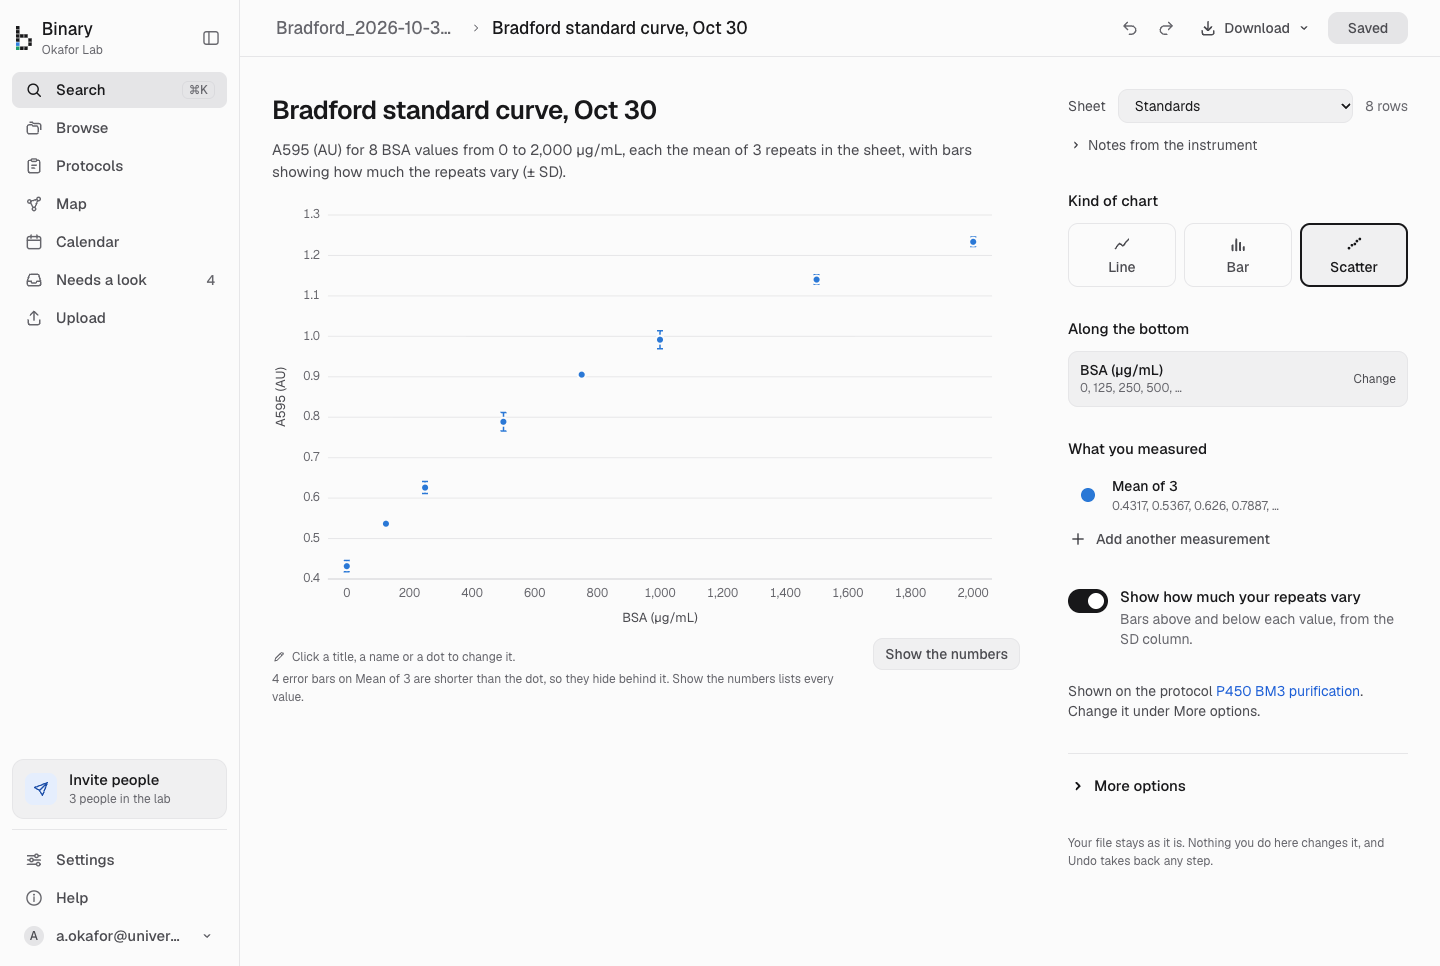 Binary
Okafor Lab
Search ⌘K
Browse
Protocols
Map
Calendar
Needs a look 4
Upload
Invite people
3 people in the lab
Settings
Help
A a.okafor@univer...
Bradford_2026-10-3... › Bradford standard curve, Oct 30
Download
Saved
Bradford standard curve, Oct 30
A595 (AU) for 8 BSA values from 0 to 2,000 µg/mL, each the mean of 3 repeats in the sheet, with bars
showing how much the repeats vary (± SD).
A595 (AU)
1.3
1.2
1.1
1.0
0.9
0.8
0.7
0.6
0.5
0.4
0 200 400 600 800 1,000 1,200 1,400 1,600 1,800 2,000
BSA (µg/mL)
Click a title, a name or a dot to change it.
4 error bars on Mean of 3 are shorter than the dot, so they hide behind it. Show the numbers lists every
value.
Show the numbers
Sheet Standards 8 rows
Notes from the instrument
Kind of chart
Line Bar Scatter
Along the bottom
BSA (µg/mL)
0, 125, 250, 500, ...
Change
What you measured
Mean of 3
0.4317, 0.5367, 0.626, 0.7887, ...
Add another measurement
Show how much your repeats vary
Bars above and below each value, from the
SD column.
Shown on the protocol P450 BM3 purification.
Change it under More options.
More options
Your file stays as it is. Nothing you do here changes it, and
Undo takes back any step.